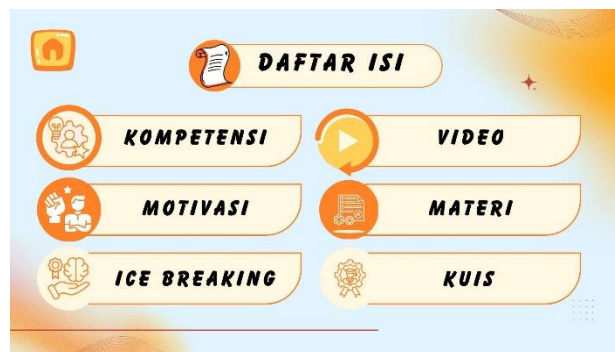 DAFTAR ISI
KOMPETENSI
VIDEO
MOTIVASI
MATERI
ICE BREAKING
KUIS